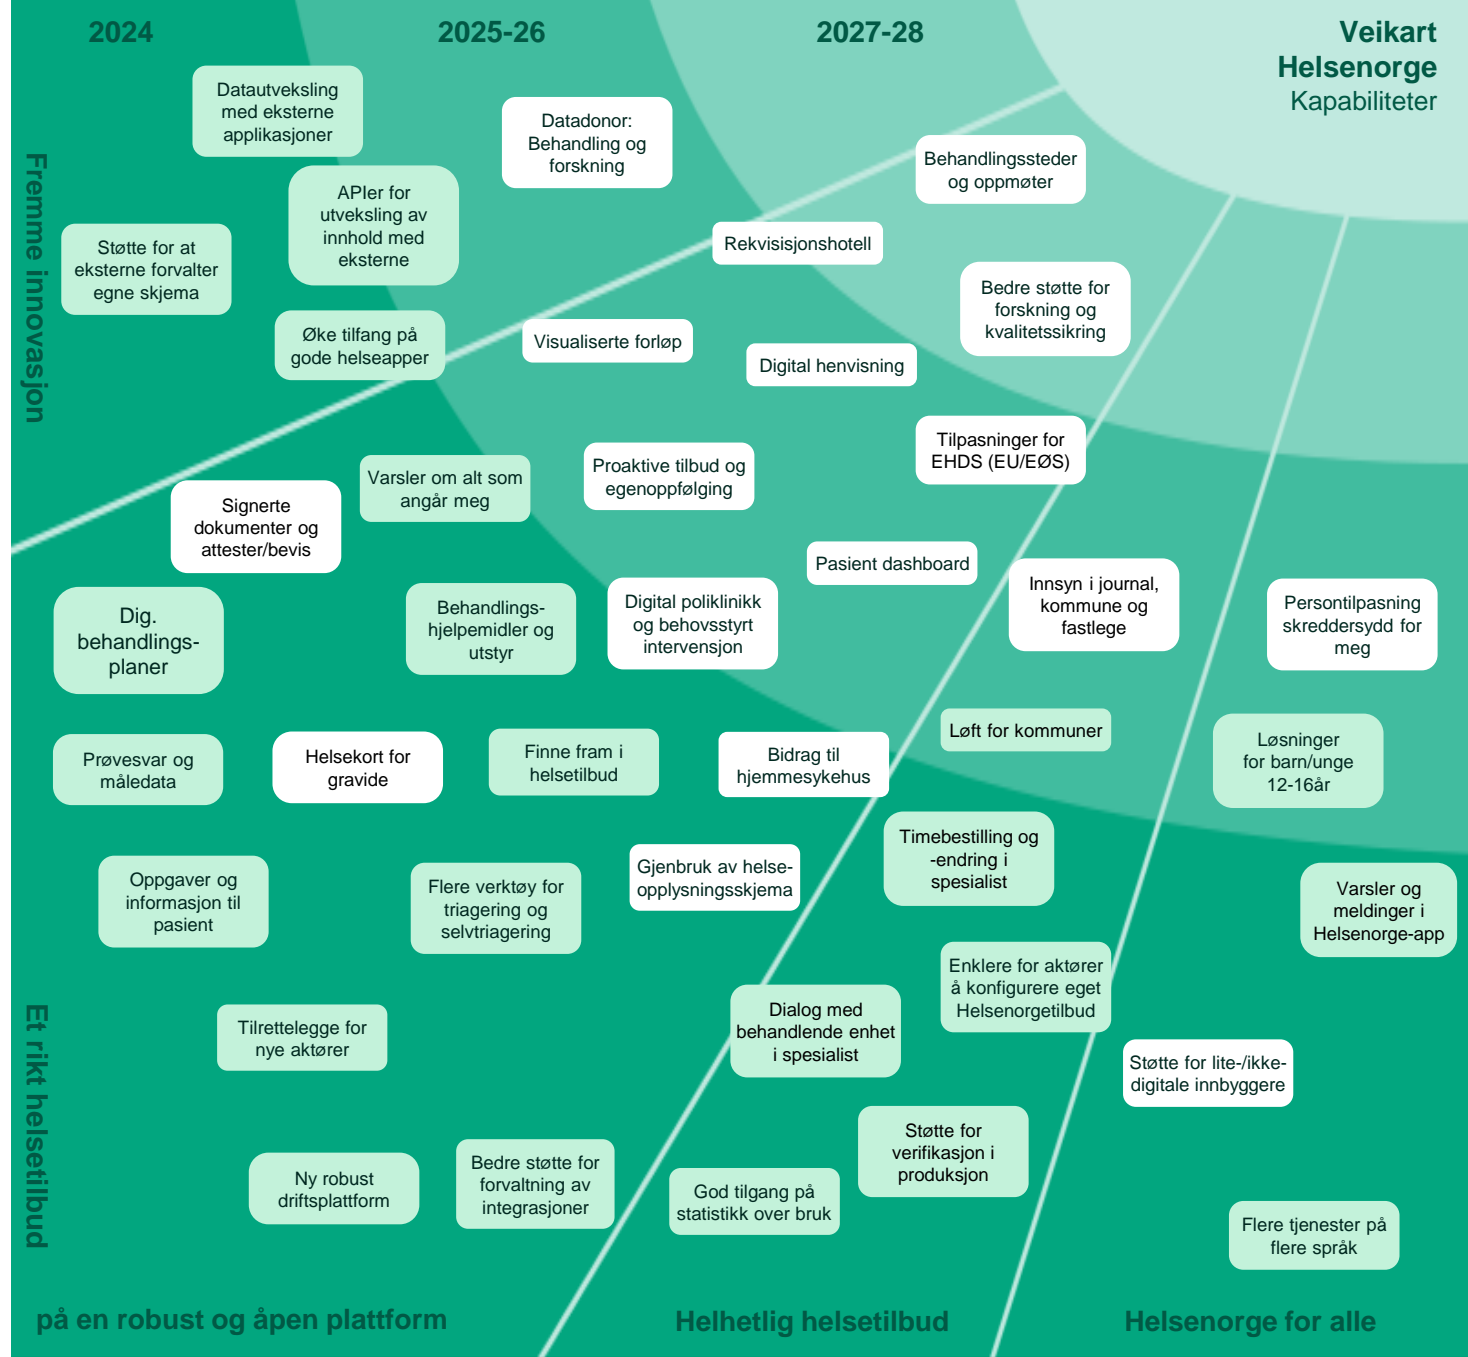 2024
2025-26
2027-28
Veikart
Helsenorge
Kapabiliteter
Fremme innovasjon
Datautveksling
med eksterne
applikasjoner
Datadonor:
Behandling og
forskning
Behandlingssteder
og oppmøter
APIer for
utveksling av
innhold med
eksterne
Støtte for at
eksterne forvalter
egne skjema
Rekvisisjonshotell
Bedre støtte for
forskning og
kvalitetssikring
Øke tilfang på
gode helseapper
Visualiserte forløp
Digital henvisning
Tilpasninger for
EHDS (EU/EØS)
Varsler om alt som
angår meg
Proaktive tilbud og
egenoppfølging
Signerte
dokumenter og
attester/bevis
Pasient dashboard
Innsyn i journal,
kommune og
fastlege
Persontilpasning
skreddersydd for
meg
Dig.
behandlings-
planer
Behandlings-
hjelpemidler og
utstyr
Digital poliklinikk
og behovsstyrt
intervensjon
Løft for kommuner
Løsninger
for barn/unge
12-16år
Prøvesvar og
måledata
Helsekort for
gravide
Finne fram i
helsetilbud
Bidrag til
hjemmesykehus
Timebestilling og
-endring i
spesialist
Oppgaver og
informasjon til
pasient
Flere verktøy for
triagering og
selvtriagering
Gjenbruk av helse-
opplysningsskjema
Varsler og
meldinger i
Helsenorge-app
Enklere for aktører
å konfigurere eget
Helsenorgetilbud
Et rikt helsetilbud
Tilrettelegge for
nye aktører
Dialog med
behandlende enhet
i spesialist
Støtte for lite-/ikke-
digitale innbyggere
Støtte for
verifikasjon i
produksjon
Ny robust
driftsplattform
Bedre støtte for
forvaltning av
integrasjoner
God tilgang på
statistikk over bruk
Flere tjenester på
flere språk
på en robust og åpen plattform
Helhetlig helsetilbud
Helsenorge for alle